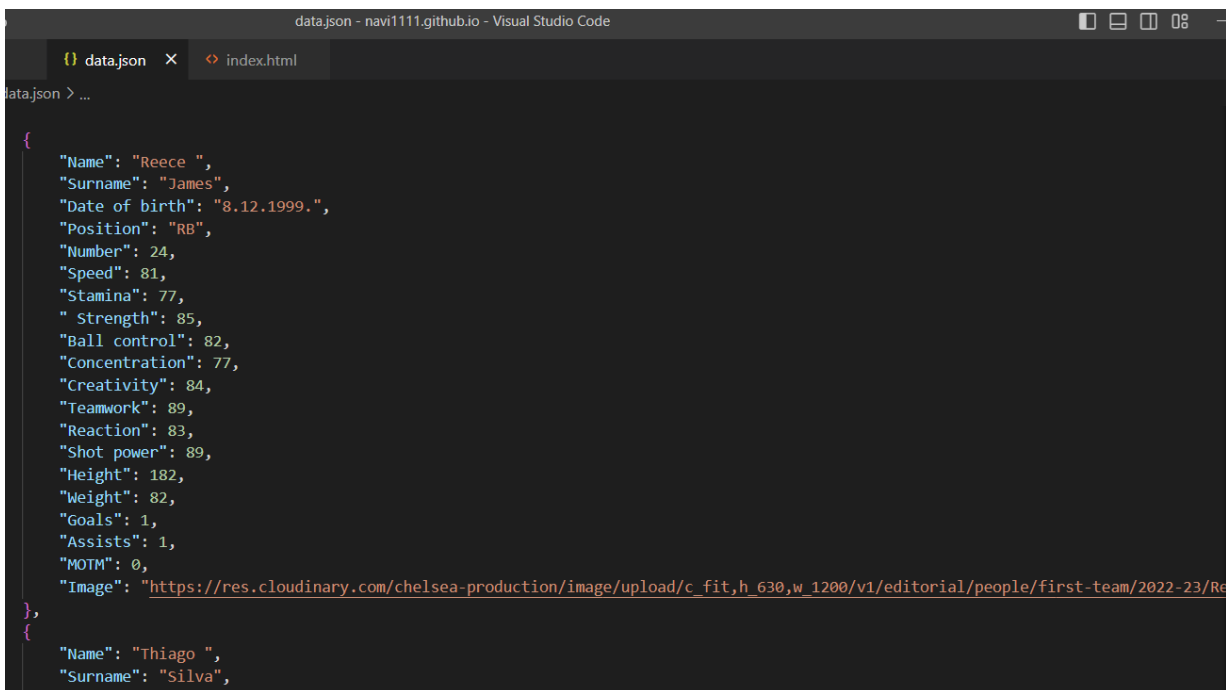 data.json - navi1111.github.io - Visual Studio Code
{} data.json × <> index.html
data.json > ...
{
"Name": "Reece ",
"Surname": "James",
"Date of birth": "8.12.1999.",
"Position": "RB",
"Number": 24,
"Speed": 81,
"Stamina": 77,
" Strength": 85,
"Ball control": 82,
"Concentration": 77,
"Creativity": 84,
"Teamwork": 89,
"Reaction": 83,
"Shot power": 89,
"Height": 182,
"Weight": 82,
"Goals": 1,
"Assists": 1,
"MOTM": 0,
"Image": "https://res.cloudinary.com/chelsea-production/image/upload/c_fit,h_630,w_1200/v1/editorial/people/first-team/2022-23/Re
},
{
"Name": "Thiago ",
"Surname": "Silva",